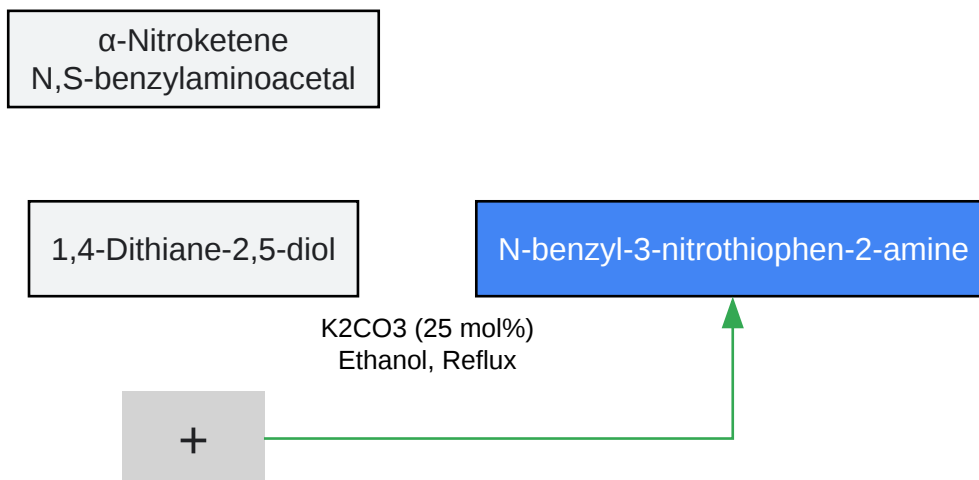 α-Nitroketene
N,S-benzylaminoacetal
1,4-Dithiane-2,5-diol
N-benzyl-3-nitrothiophen-2-amine
K2CO3 (25 mol%)
Ethanol, Reflux
+